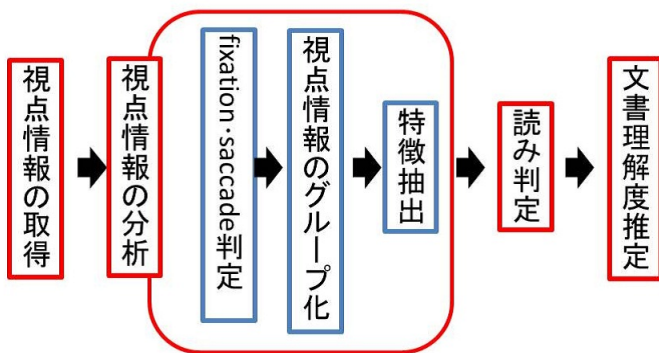 視点情報の取得
視点情報の分析
fixation・saccade判定
視点情報のグループ化
特徴抽出
読み判定
文書理解度推定